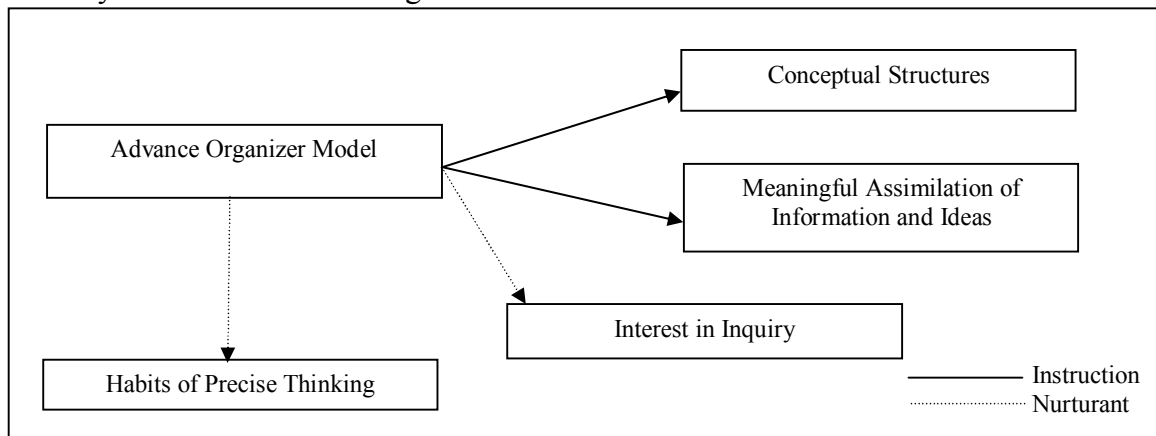 Conceptual Structures
Advance Organizer Model
Meaningful Assimilation of
Information and Ideas
Interest in Inquiry
Habits of Precise Thinking
Instruction
Nurturant